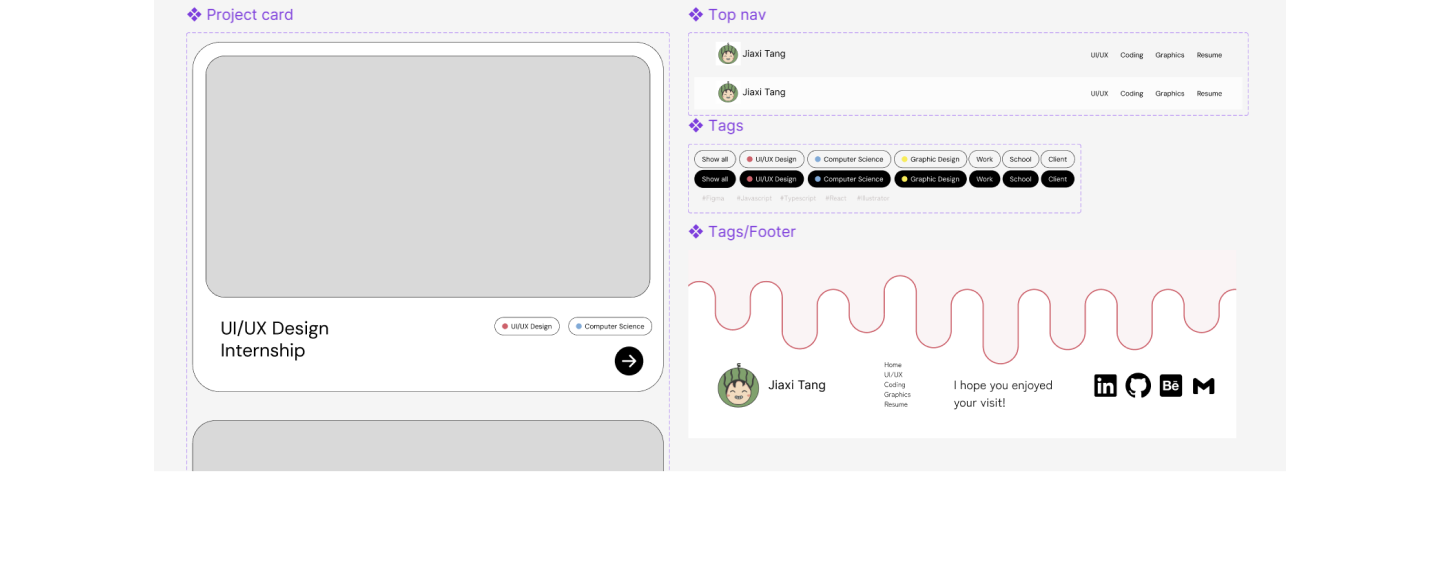 Project card
UI/UX Design
Internship
UI/UX Design
Computer Science
Top nav
Jiaxi Tang
UI/UX Coding Graphics Resume
Jiaxi Tang
UI/UX Coding Graphics Resume
Tags
Show all UI/UX Design Computer Science Graphic Design Work School Client
Show all UI/UX Design Computer Science Graphic Design Work School Client
#Figma #Javascript #Typescript #React #Illustrator
Tags/Footer
Jiaxi Tang
Home
UI/UX
Coding
Graphics
Resume
I hope you enjoyed
your visit!
in
Bē